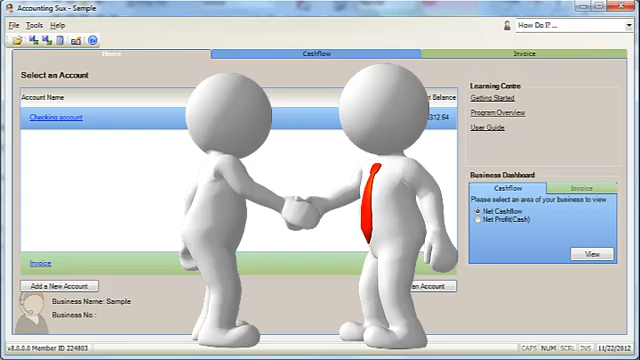 Accounting Sux - Sample
File Tools Help
How Do I? ...
Home Cashflow Invoice
Select an Account
Account Name
Balance
Checking account
312.64
Invoice
Add a New Account
an Account
Business Name: Sample
Business No.:
Learning Centre
Getting Started
Program Overview
User Guide
Business Dashboard
Cashflow Invoice
Please select an area of your business to view
Net Cashflow
Net Profit(Cash)
View
v8.0.0.0 Member ID 224803
CAPS NUM SCRL INS 11/22/2012